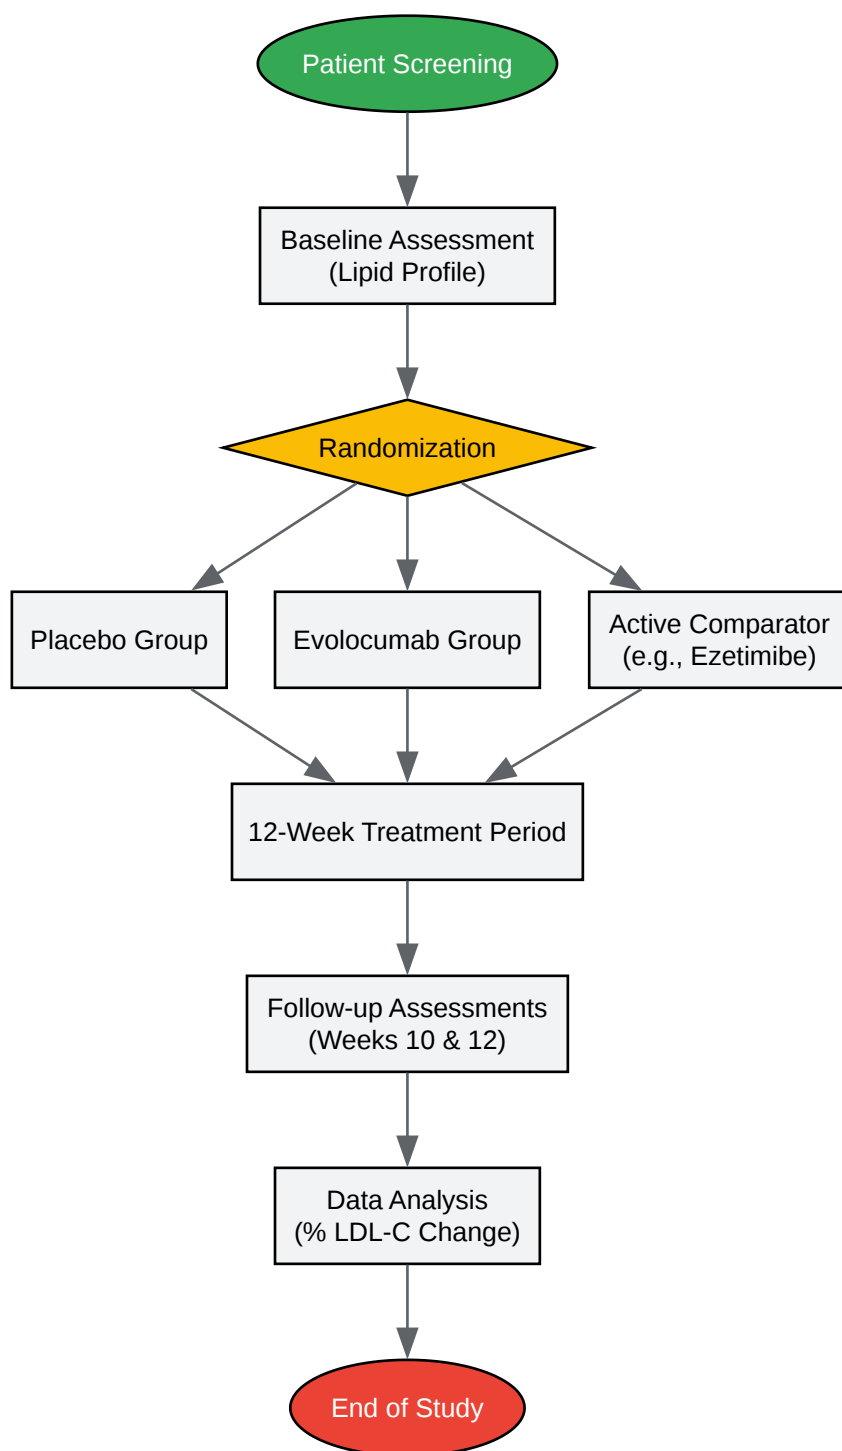 Patient Screening
Baseline Assessment
(Lipid Profile)
Randomization
Placebo Group
Evolocumab Group
Active Comparator
(e.g., Ezetimibe)
12-Week Treatment Period
Follow-up Assessments
(Weeks 10 & 12)
Data Analysis
(% LDL-C Change)
End of Study